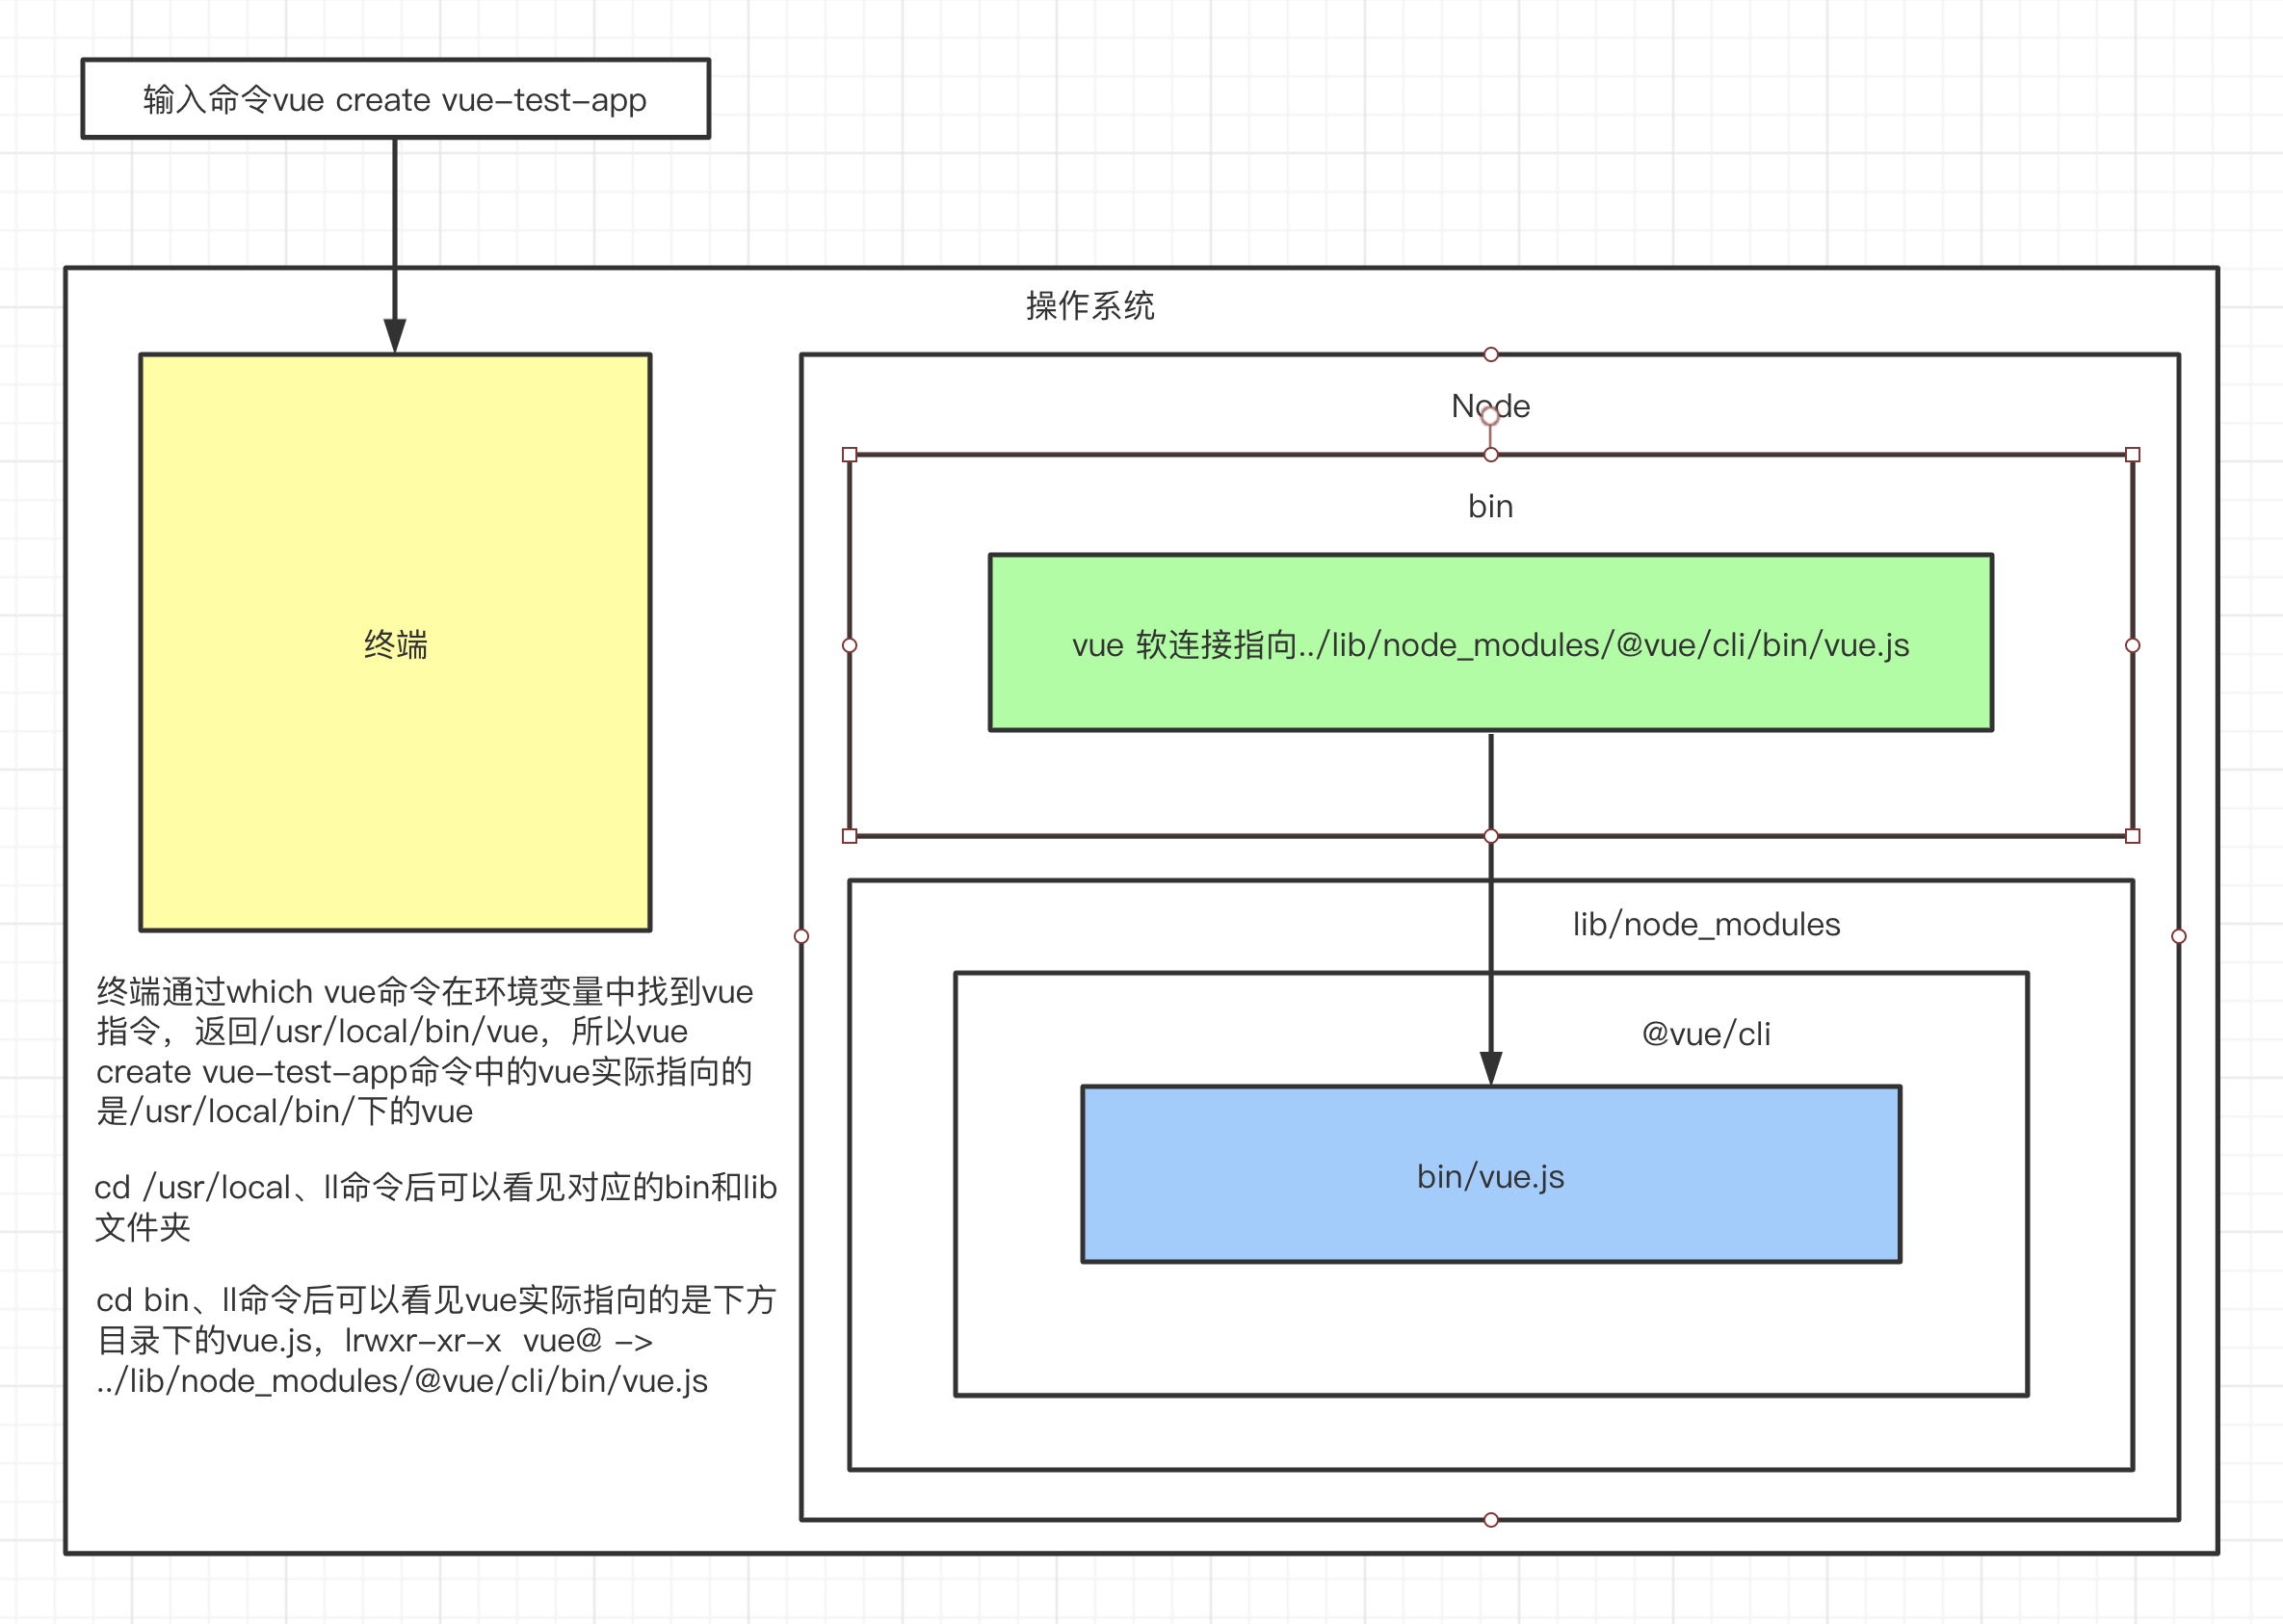 输入命令vue create vue-test-app
操作系统
Node
bin
终端
vue 软连接指向../lib/node_modules/@vue/cli/bin/vue.js
lib/node_modules
@vue/cli
bin/vue.js
终端通过which vue命令在环境变量中找到vue
指令，返回/usr/local/bin/vue，所以vue
create vue-test-app命令中的vue实际指向的
是/usr/local/bin/下的vue
cd /usr/local、ll命令后可以看见对应的bin和lib
文件夹
cd bin、ll命令后可以看见vue实际指向的是下方
目录下的vue.js，lrwxr-xr-x  vue@ ->
../lib/node_modules/@vue/cli/bin/vue.js